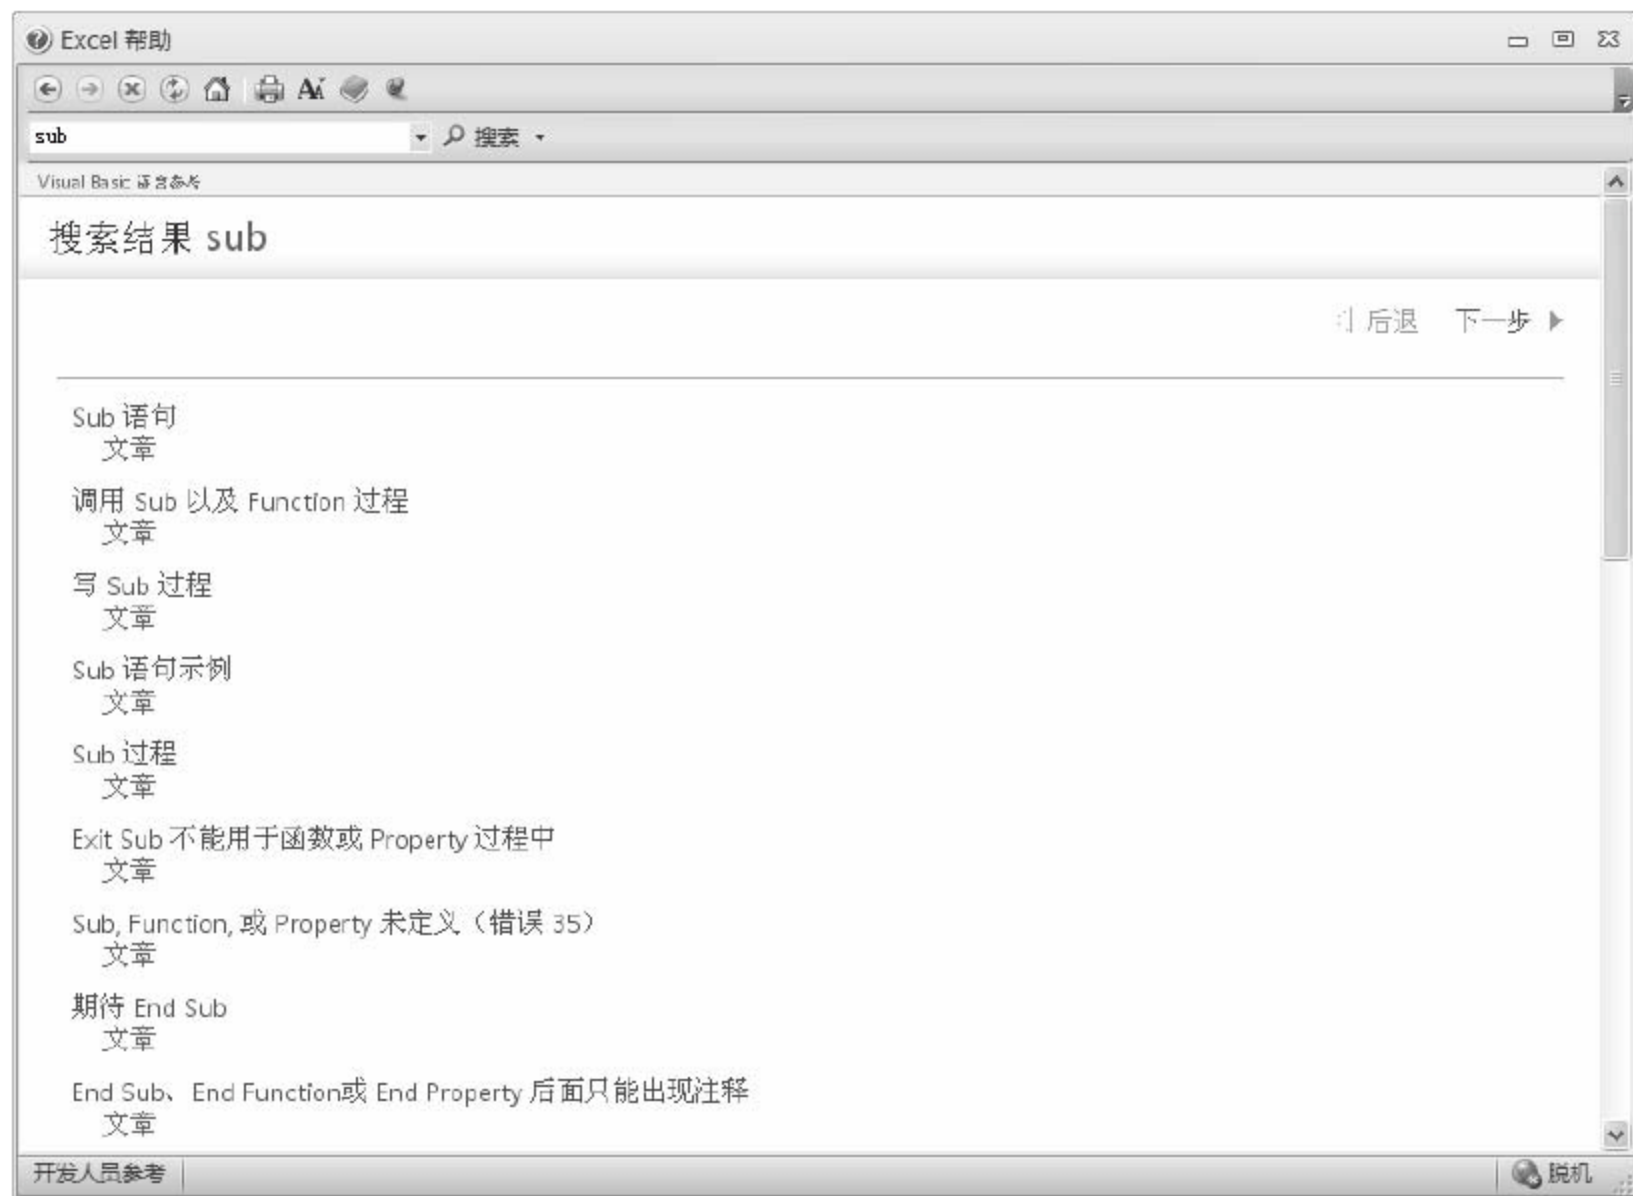 Excel 帮助
sub
搜索
Visual Basic 语言参考
搜索结果 sub
后退 下一步
Sub 语句
文章
调用 Sub 以及 Function 过程
文章
写 Sub 过程
文章
Sub 语句示例
文章
Sub 过程
文章
Exit Sub 不能用于函数或 Property 过程中
文章
Sub, Function, 或 Property 未定义（错误 35）
文章
期待 End Sub
文章
End Sub、End Function或 End Property 后面只能出现注释
文章
开发人员参考 脱机